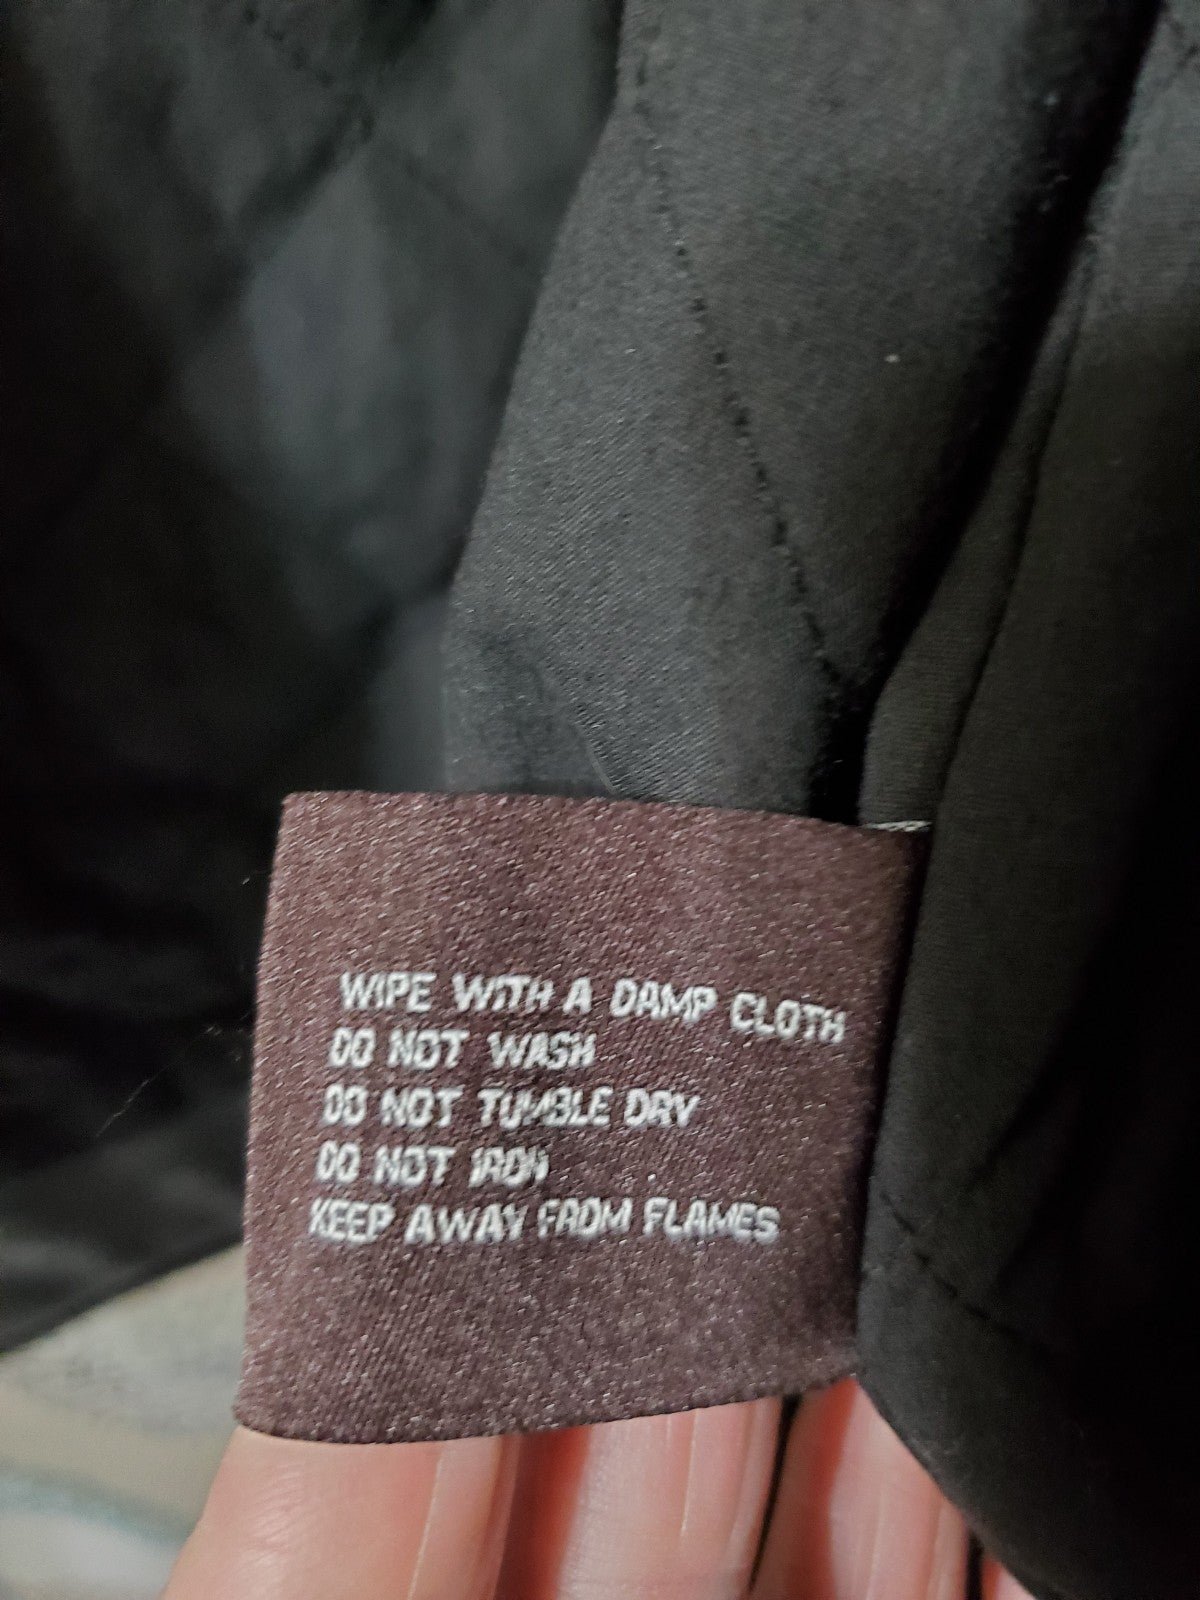 WIPE WITH A DAMP CLOTH
DO NOT WASH
DO NOT TUMBLE DRY
DO NOT IRON
KEEP AWAY FROM FLAMES